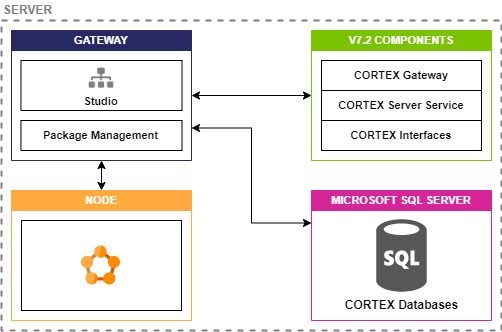 SERVER
GATEWAY
Studio
Package Management
V7.2 COMPONENTS
CORTEX Gateway
CORTEX Server Service
CORTEX Interfaces
NODE
MICROSOFT SQL SERVER
SQL
CORTEX Databases